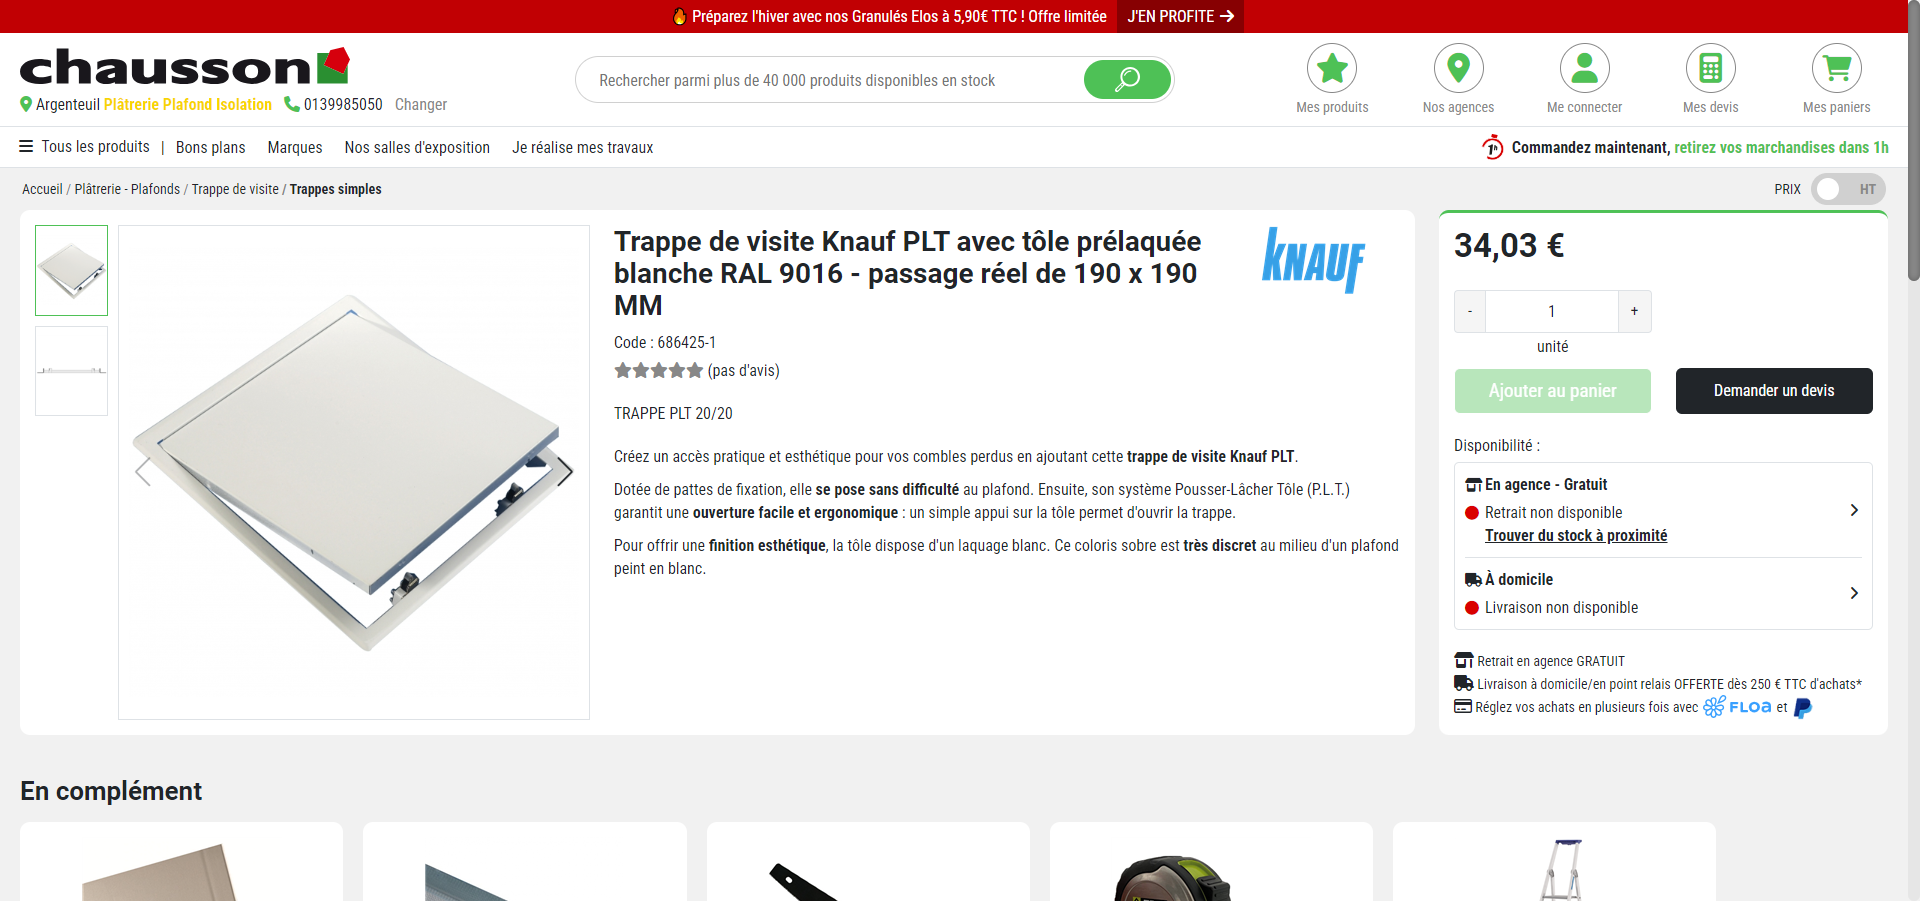 🔥 Préparez l'hiver avec nos Granulés Elos à 5,90€ TTC ! Offre limitée J'EN PROFITE →
chausson
Argenteuil Plâtrerie Plafond Isolation 0139985050 Changer
Rechercher parmi plus de 40 000 produits disponibles en stock
Mes produits
Nos agences
Me connecter
Mes devis
Mes paniers
Tous les produits | Bons plans Marques Nos salles d'exposition Je réalise mes travaux
1h Commandez maintenant, retirez vos marchandises dans 1h
Accueil / Plâtrerie - Plafonds / Trappe de visite / Trappes simples
PRIX HT
Trappe de visite Knauf PLT avec tôle prélaquée
blanche RAL 9016 - passage réel de 190 x 190
MM
KNAUF
Code : 686425-1
(pas d'avis)
TRAPPE PLT 20/20
Créez un accès pratique et esthétique pour vos combles perdus en ajoutant cette trappe de visite Knauf PLT.
Dotée de pattes de fixation, elle se pose sans difficulté au plafond. Ensuite, son système Pousser-Lâcher Tôle (P.L.T.)
garantit une ouverture facile et ergonomique : un simple appui sur la tôle permet d'ouvrir la trappe.
Pour offrir une finition esthétique, la tôle dispose d'un laquage blanc. Ce coloris sobre est très discret au milieu d'un plafond
peint en blanc.
34,03 €
- 1 +
unité
Ajouter au panier
Demander un devis
Disponibilité :
En agence - Gratuit
Retrait non disponible
Trouver du stock à proximité
À domicile
Livraison non disponible
Retrait en agence GRATUIT
Livraison à domicile/en point relais OFFERTE dès 250 € TTC d'achats*
Réglez vos achats en plusieurs fois avec FLOA et
En complément